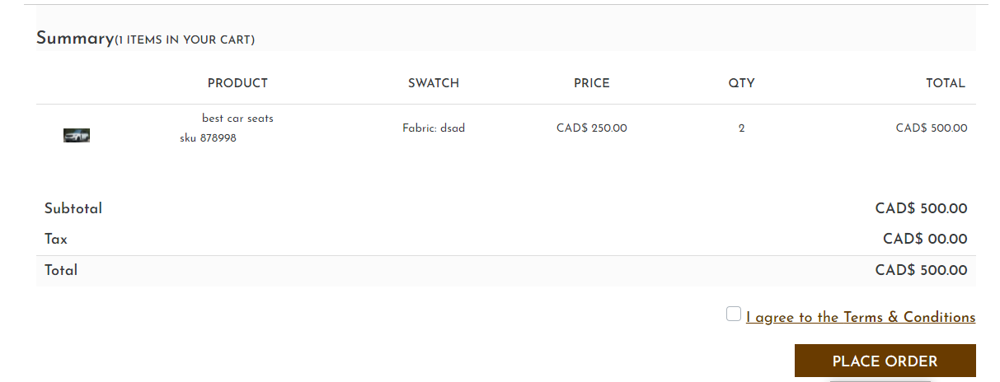 Summary(1 ITEMS IN YOUR CART)
PRODUCT SWATCH PRICE QTY TOTAL
best car seats
sku 878998 Fabric: dsad CAD$ 250.00 2 CAD$ 500.00
Subtotal CAD$ 500.00
Tax CAD$ 00.00
Total CAD$ 500.00
I agree to the Terms & Conditions
PLACE ORDER